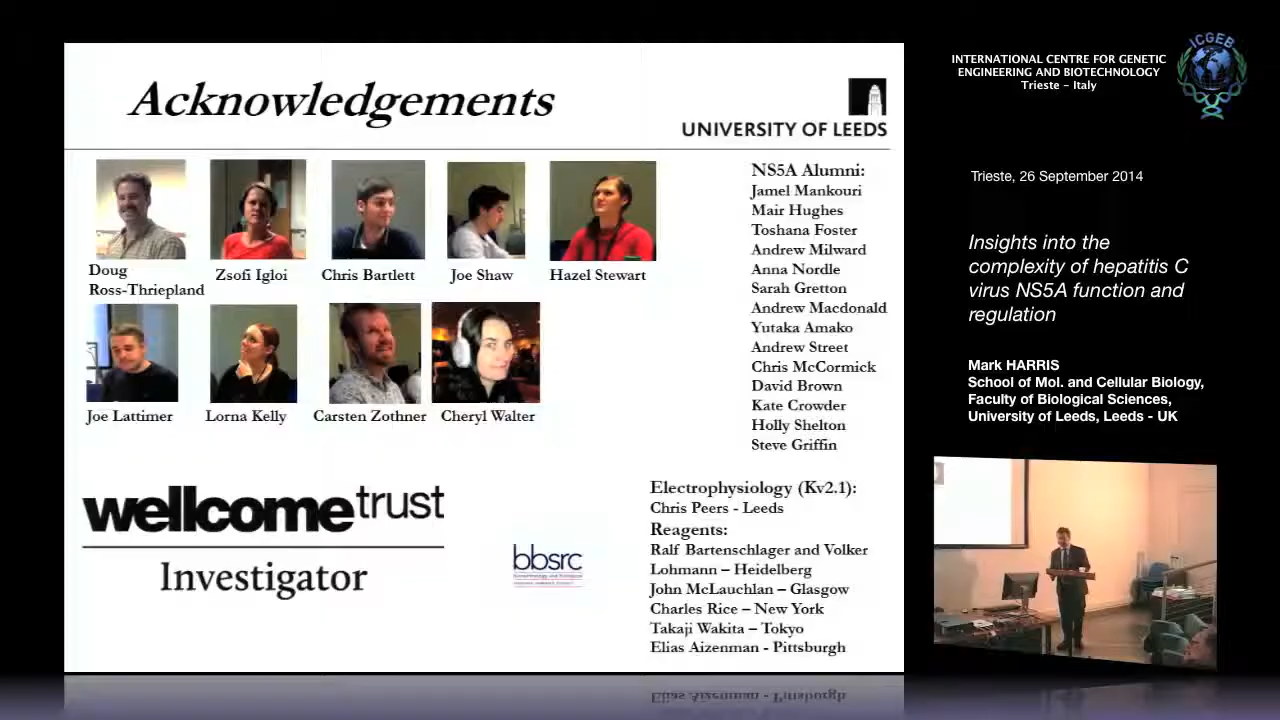 Acknowledgements
UNIVERSITY OF LEEDS
Doug
Ross-Thriepland
Zsofi Igloi
Chris Bartlett
Joe Shaw
Hazel Stewart
Joe Lattimer
Lorna Kelly
Carsten Zothner
Cheryl Walter
NS5A Alumni:
Jamel Mankouri
Mair Hughes
Toshana Foster
Andrew Milward
Anna Nordle
Sarah Gretton
Andrew Macdonald
Yutaka Amako
Andrew Street
Chris McCormick
David Brown
Kate Crowder
Holly Shelton
Steve Griffin
wellcometrust
Investigator
bbsrc
Electrophysiology (Kv2.1):
Chris Peers - Leeds
Reagents:
Ralf Bartenschlager and Volker
Lohmann – Heidelberg
John McLauchlan – Glasgow
Charles Rice – New York
Takaji Wakita – Tokyo
Elias Aizenman - Pittsburgh
INTERNATIONAL CENTRE FOR GENETIC
ENGINEERING AND BIOTECHNOLOGY
Trieste – Italy
ICGEB
Trieste, 26 September 2014
Insights into the
complexity of hepatitis C
virus NS5A function and
regulation
Mark HARRIS
School of Mol. and Cellular Biology,
Faculty of Biological Sciences,
University of Leeds, Leeds - UK